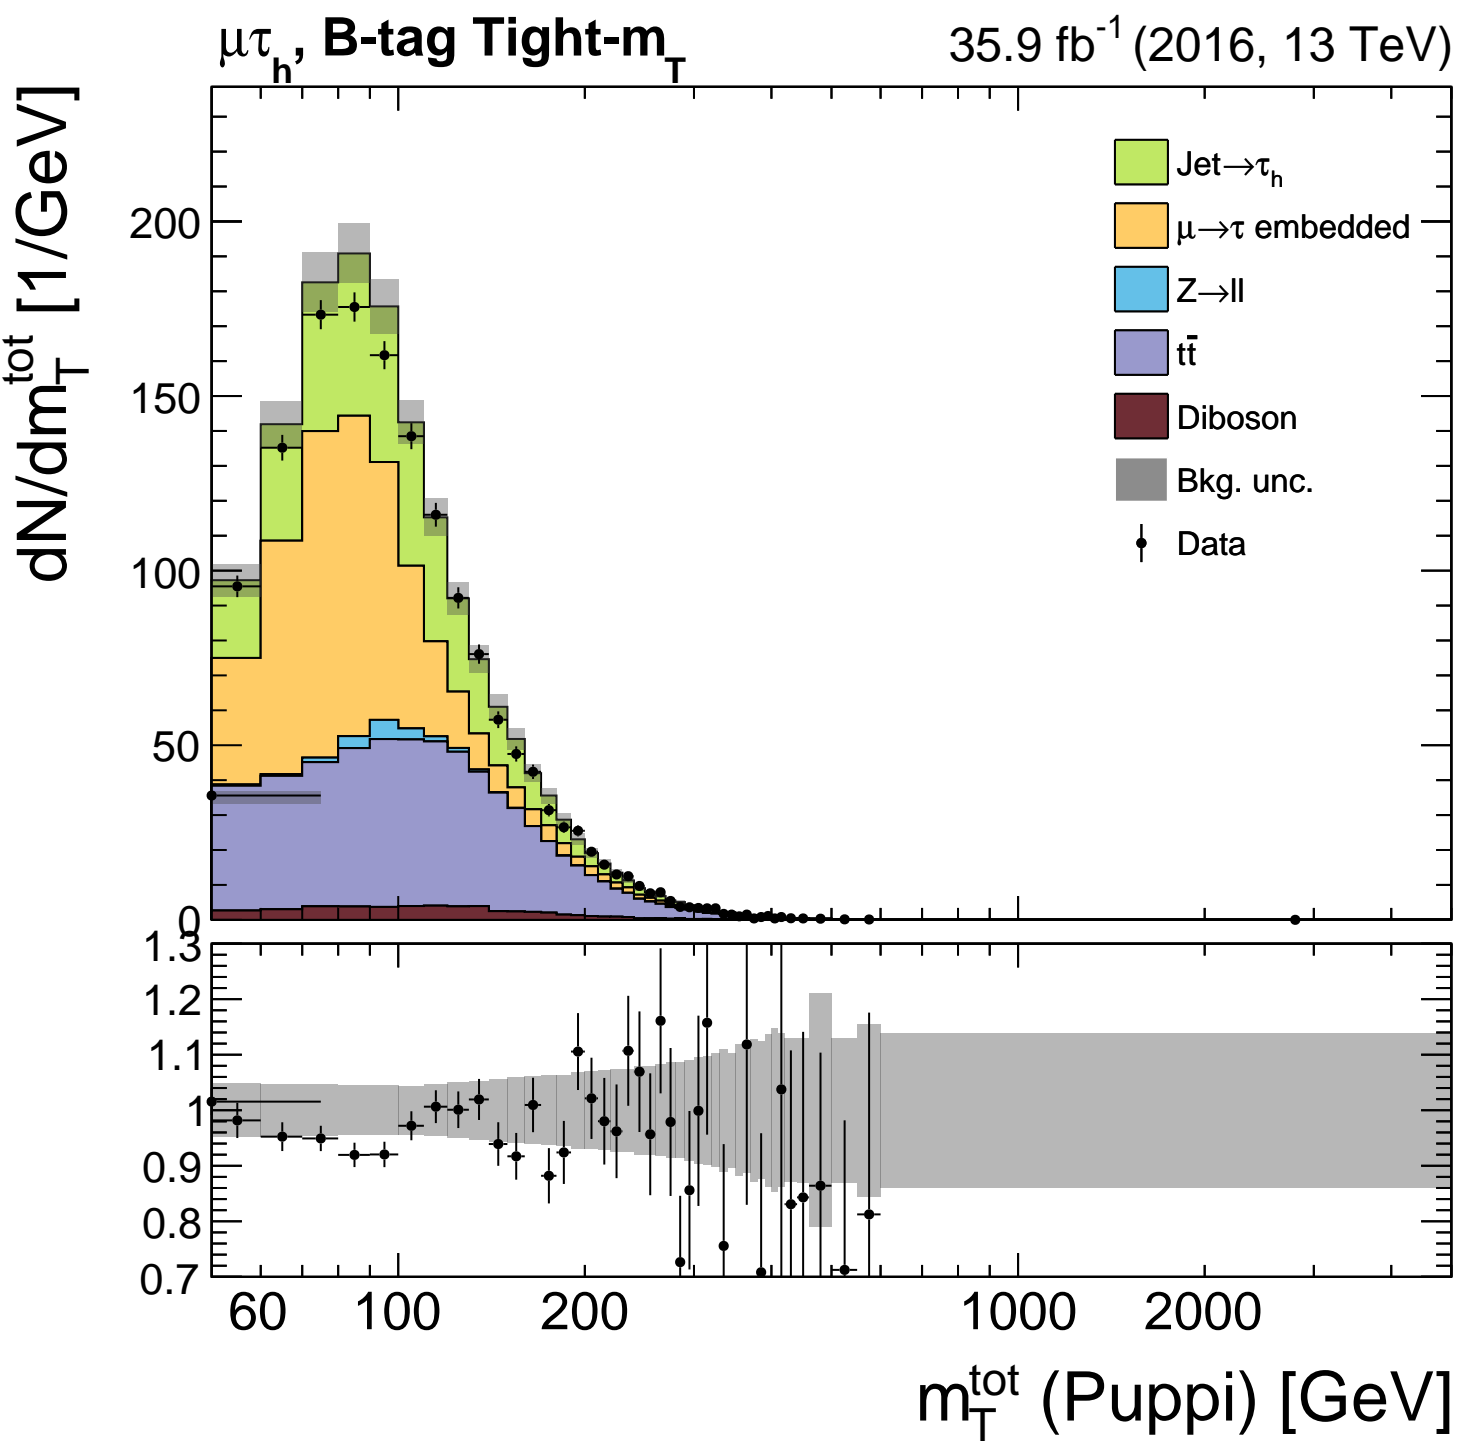 μτh, B-tag Tight-mT
35.9 fb-1 (2016, 13 TeV)
dN/dmTtot [1/GeV]
200
150
100
50
0
Jet→τh
μ→τ embedded
Z→ll
tt̄
Diboson
Bkg. unc.
Data
1.3
1.2
1.1
1
0.9
0.8
0.7
60 100 200 1000 2000
mTtot (Puppi) [GeV]